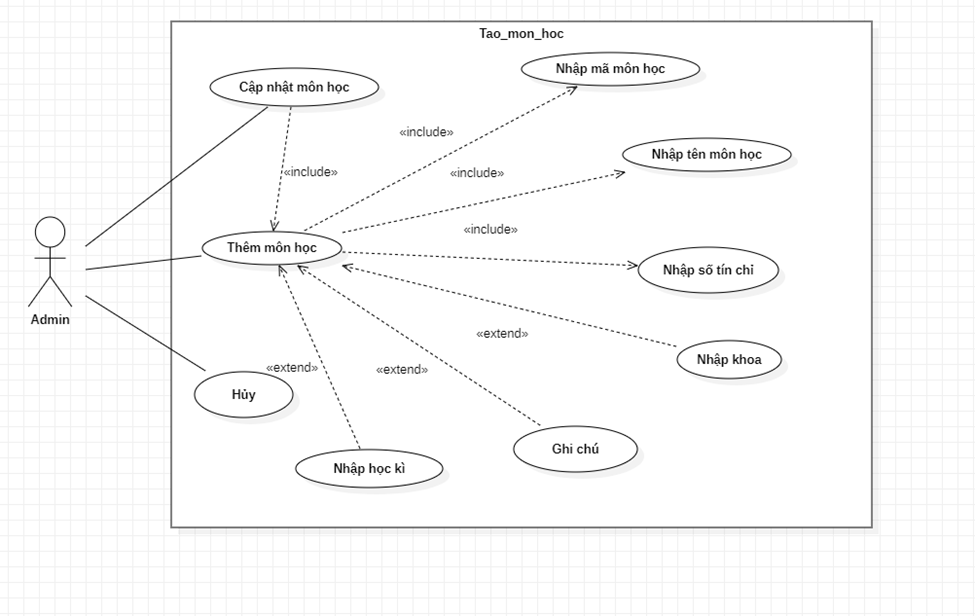 Tao_mon_hoc
Cập nhật môn học
Nhập mã môn học
«include»
Nhập tên môn học
«include»
«include»
«include»
Thêm môn học
Nhập số tín chỉ
Admin
«extend»
Nhập khoa
«extend»
«extend»
Hủy
Ghi chú
Nhập học kì